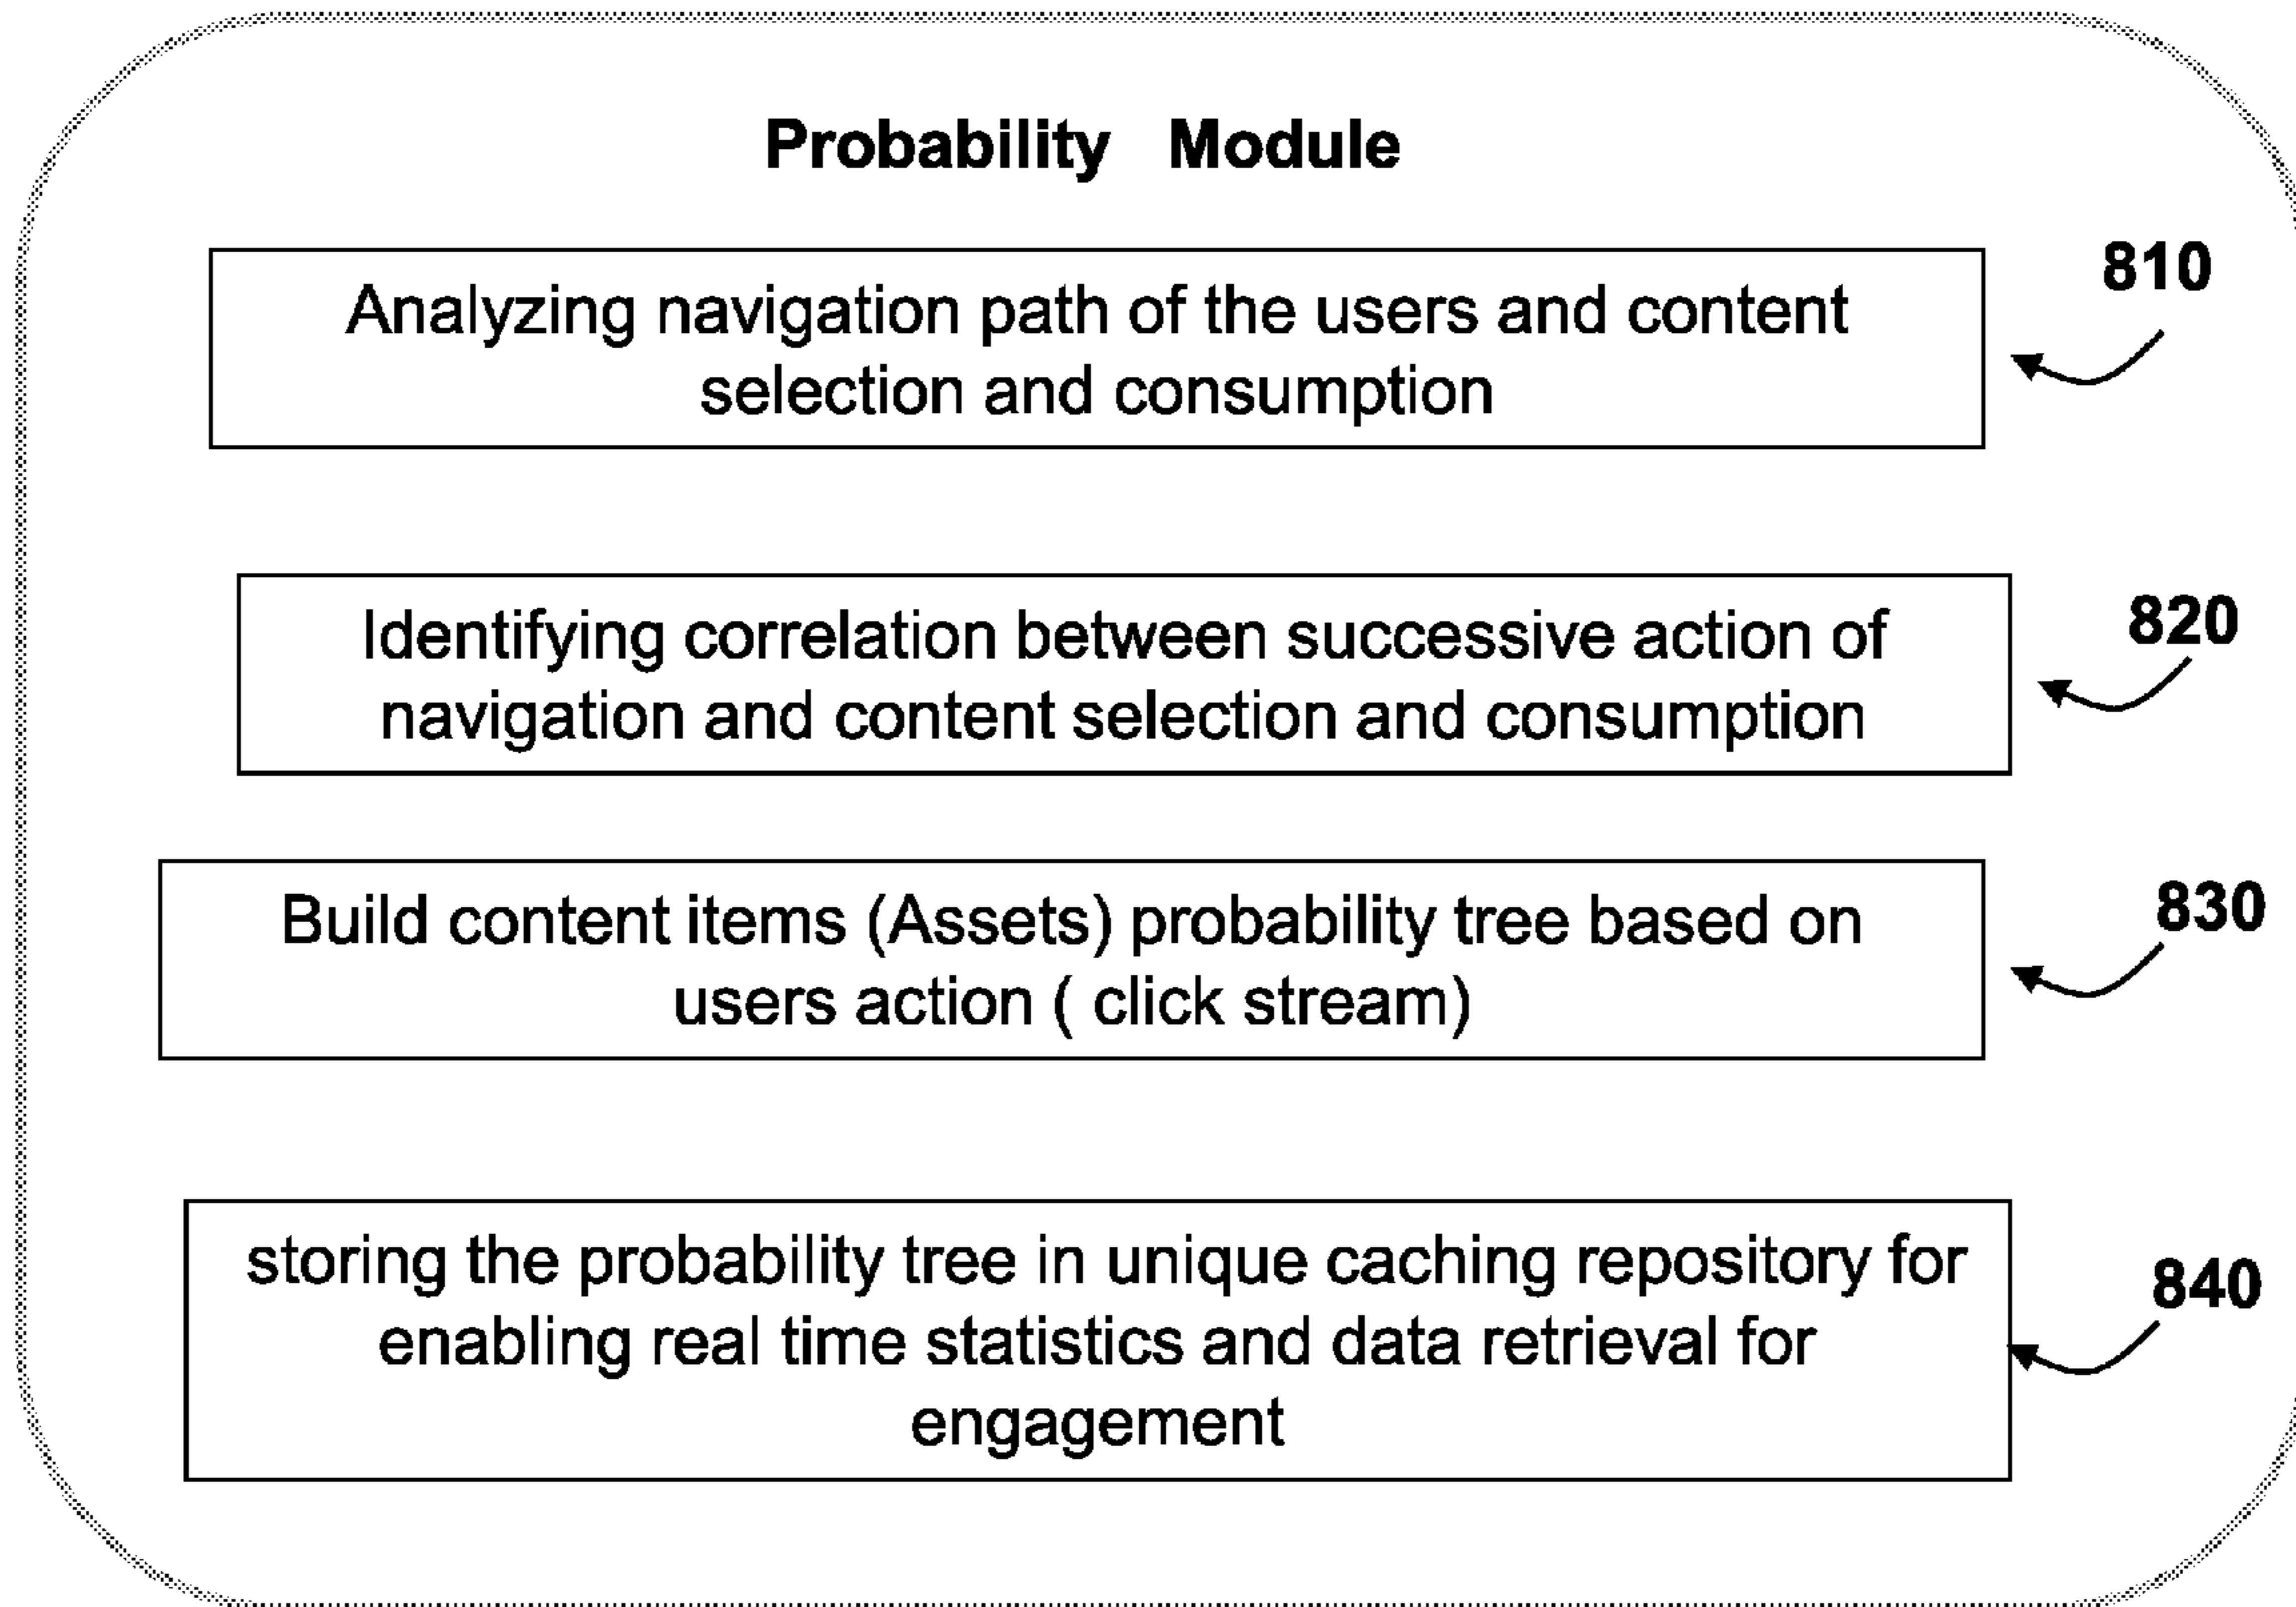 Probability Module
810
Analyzing navigation path of the users and content
selection and consumption
820
Identifying correlation between successive action of
navigation and content selection and consumption
830
Build content items (Assets) probability tree based on
users action ( click stream)
840
storing the probability tree in unique caching repository for
enabling real time statistics and data retrieval for
engagement